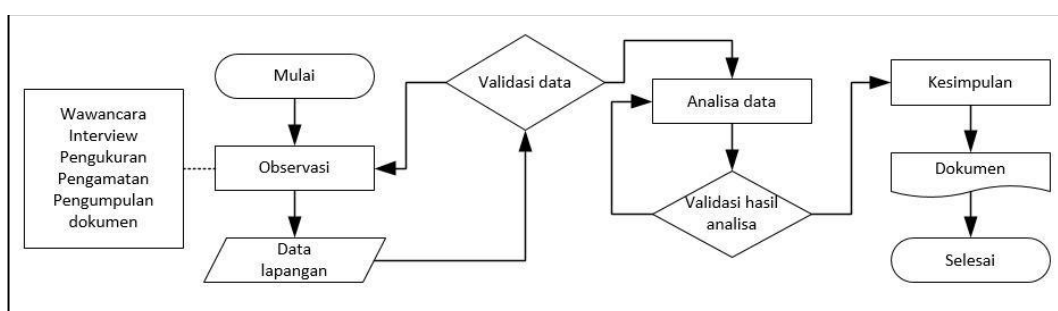 Mulai
Wawancara
Interview
Pengukuran
Pengamatan
Pengumpulan
dokumen
Observasi
Data
lapangan
Validasi data
Analisa data
Validasi hasil
analisa
Kesimpulan
Dokumen
Selesai